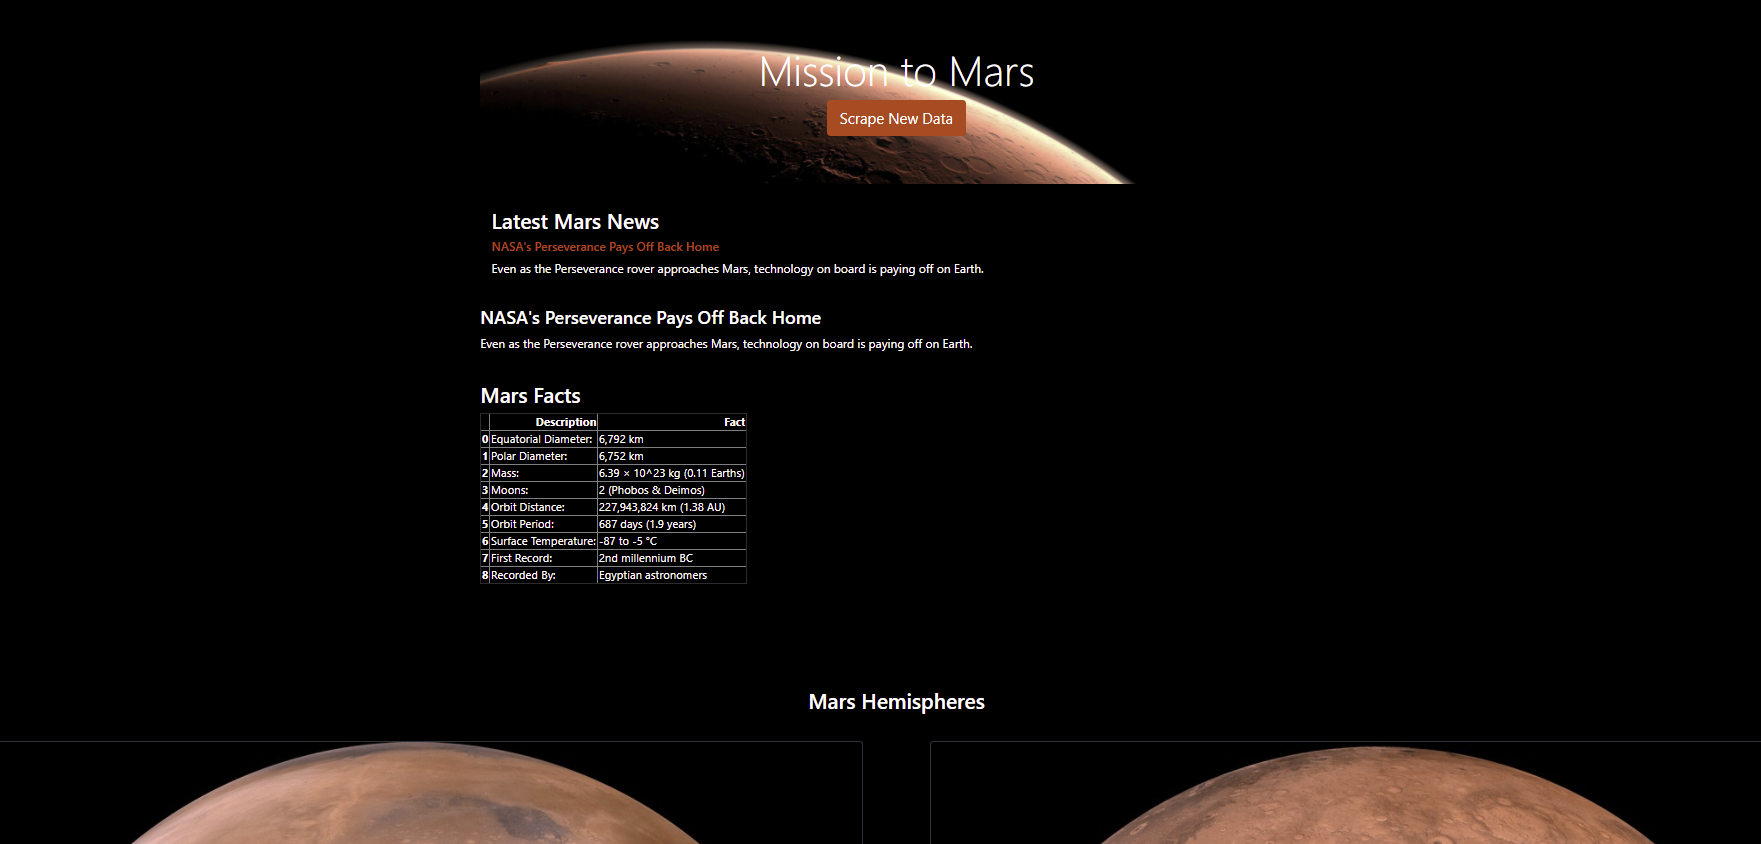 Mission to Mars
Scrape New Data
Latest Mars News
NASA's Perseverance Pays Off Back Home
Even as the Perseverance rover approaches Mars, technology on board is paying off on Earth.
NASA's Perseverance Pays Off Back Home
Even as the Perseverance rover approaches Mars, technology on board is paying off on Earth.
Mars Facts
Description Fact
0 Equatorial Diameter: 6,792 km
1 Polar Diameter: 6,752 km
2 Mass: 6.39 × 10^23 kg (0.11 Earths)
3 Moons: 2 (Phobos & Deimos)
4 Orbit Distance: 227,943,824 km (1.38 AU)
5 Orbit Period: 687 days (1.9 years)
6 Surface Temperature: -87 to -5 °C
7 First Record: 2nd millennium BC
8 Recorded By: Egyptian astronomers
Mars Hemispheres